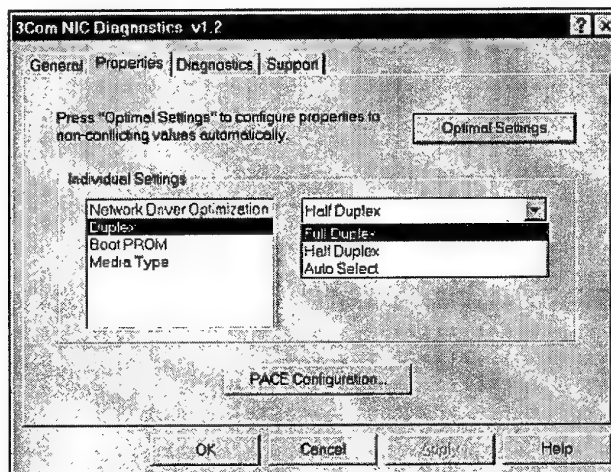 3Com NIC Diagnostics v1.2
General Properties Diagnostics Support
Press "Optimal Settings" to configure properties to
non-conflicting values automatically.
Optimal Settings
Individual Settings
Network Driver Optimization
Duplex
Boot PROM
Media Type
Half Duplex
Full Duplex
Half Duplex
Auto Select
PACE Configuration...
OK Cancel Apply Help